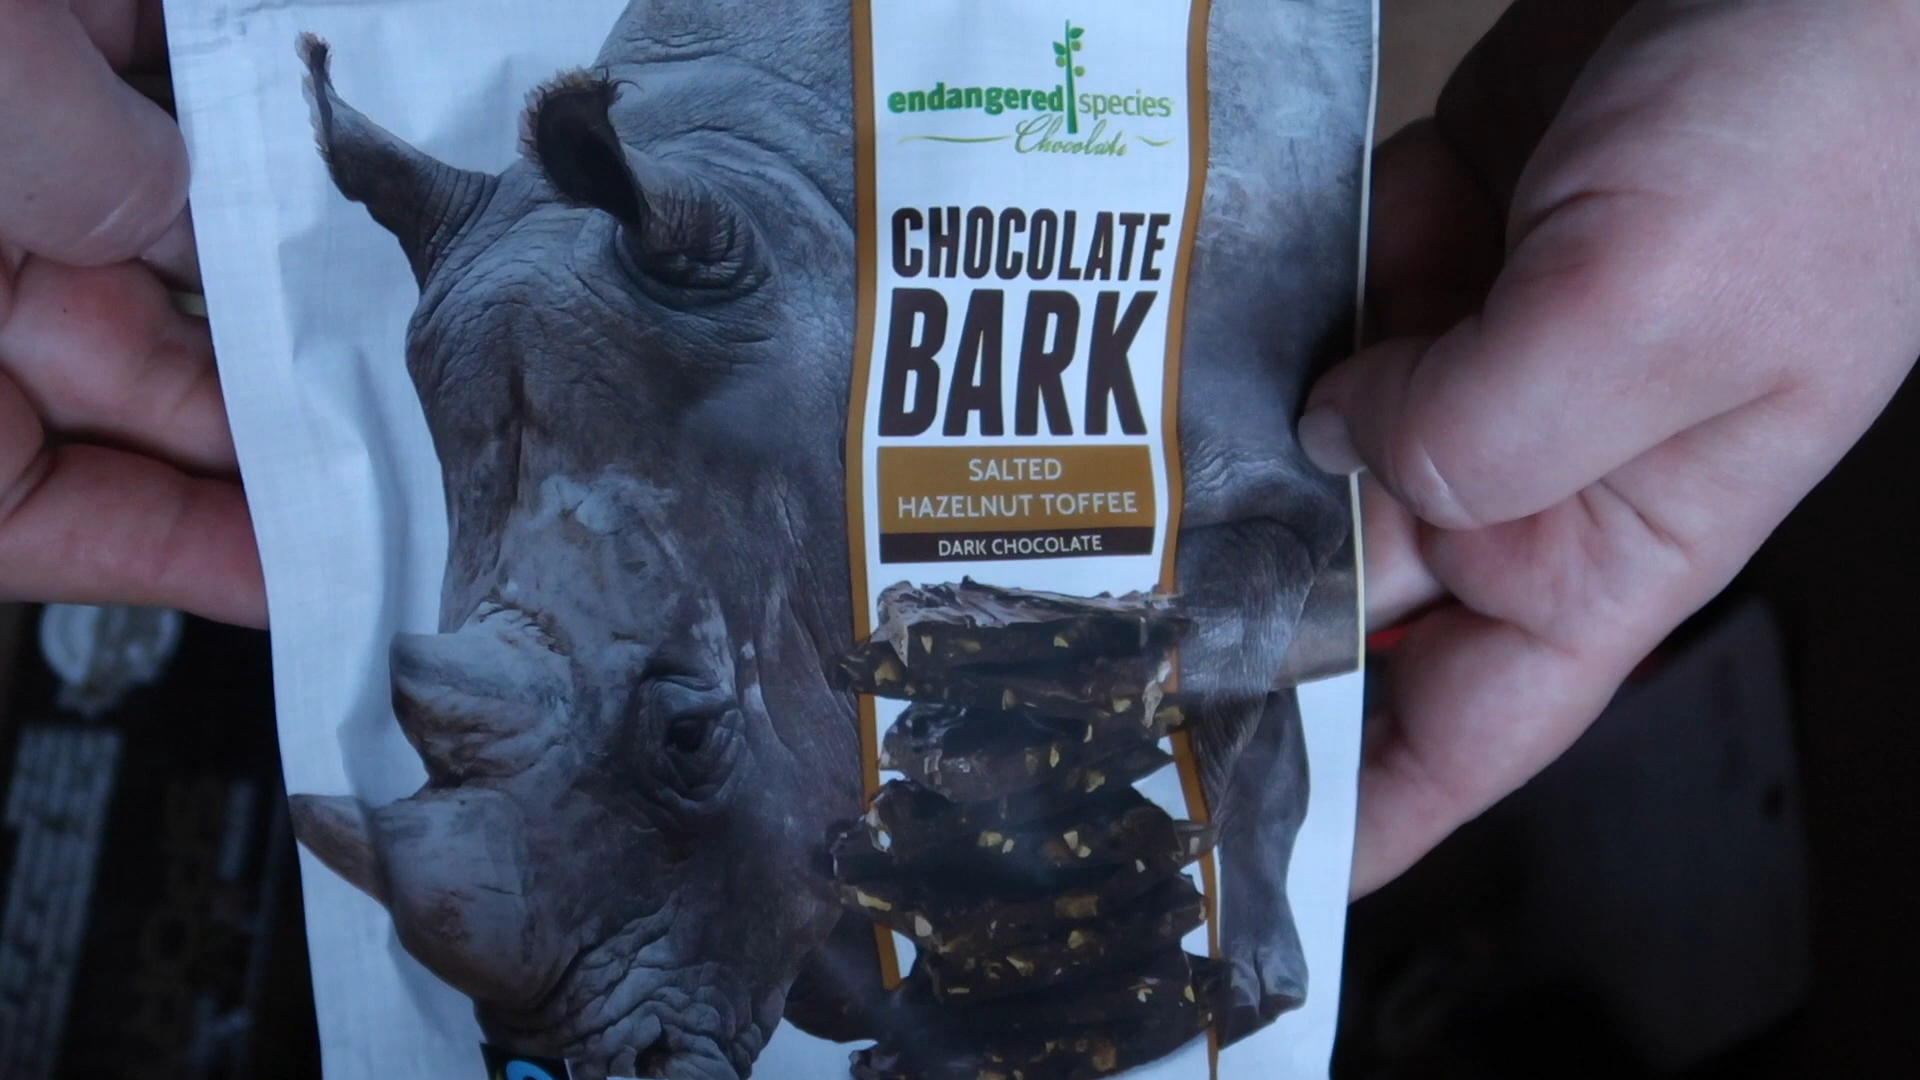 endangered species
Chocolate
CHOCOLATE
BARK
SALTED
HAZELNUT TOFFEE
DARK CHOCOLATE